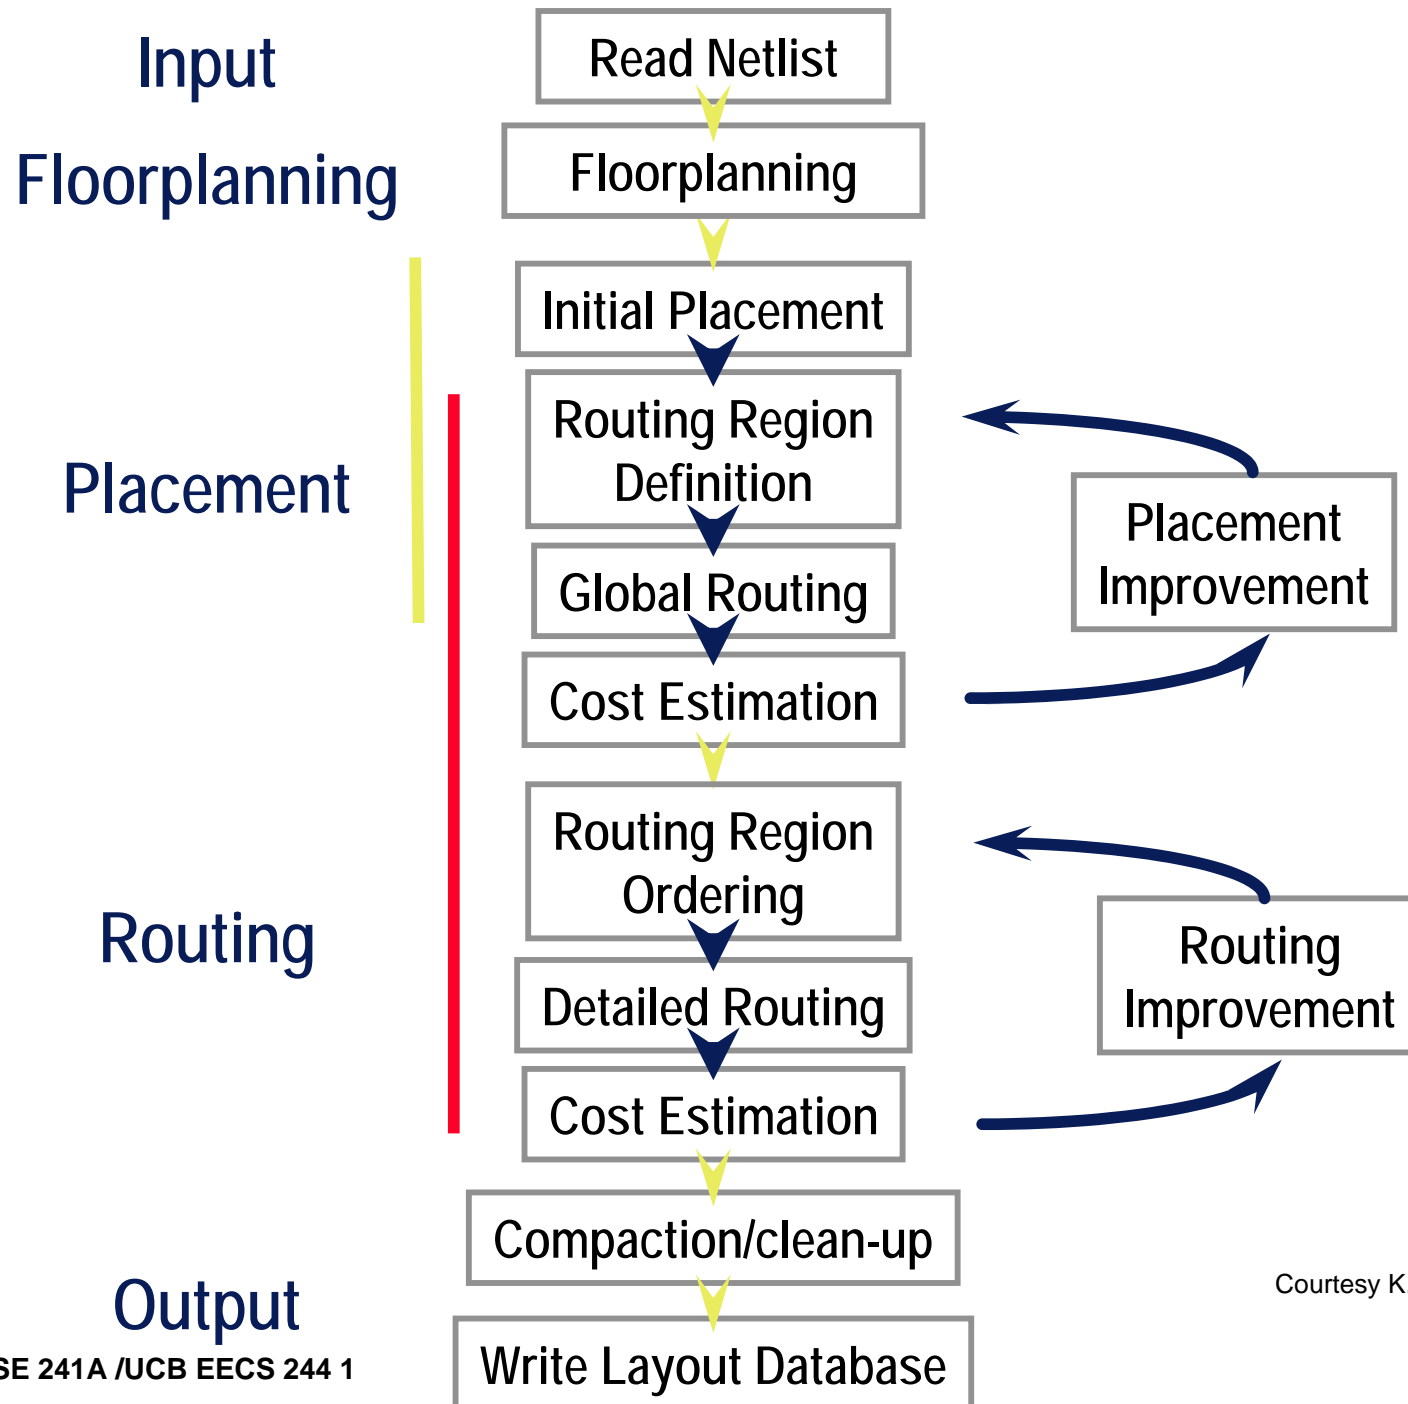 Input
Read Netlist
Floorplanning
Floorplanning
Initial Placement
Routing Region
Definition
Placement
Placement
Improvement
Global Routing
Cost Estimation
Routing Region
Ordering
Routing
Routing
Improvement
Detailed Routing
Cost Estimation
Compaction/clean-up
Output
Courtesy K.
SE 241A /UCB EECS 244 1
Write Layout Database